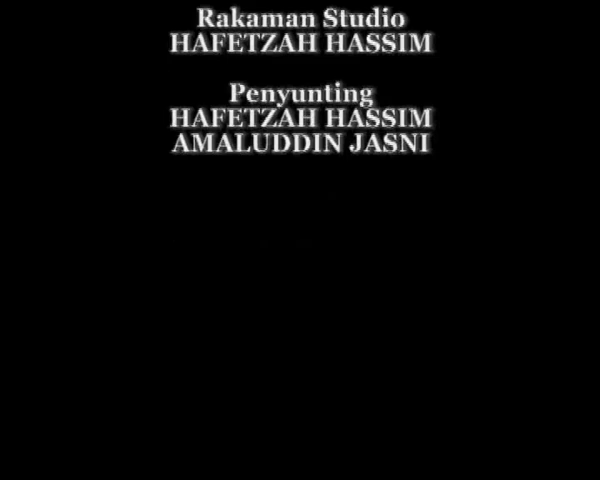 Rakaman Studio
HAFETZAH HASSIM
Penyunting
HAFETZAH HASSIM
AMALUDDIN JASNI